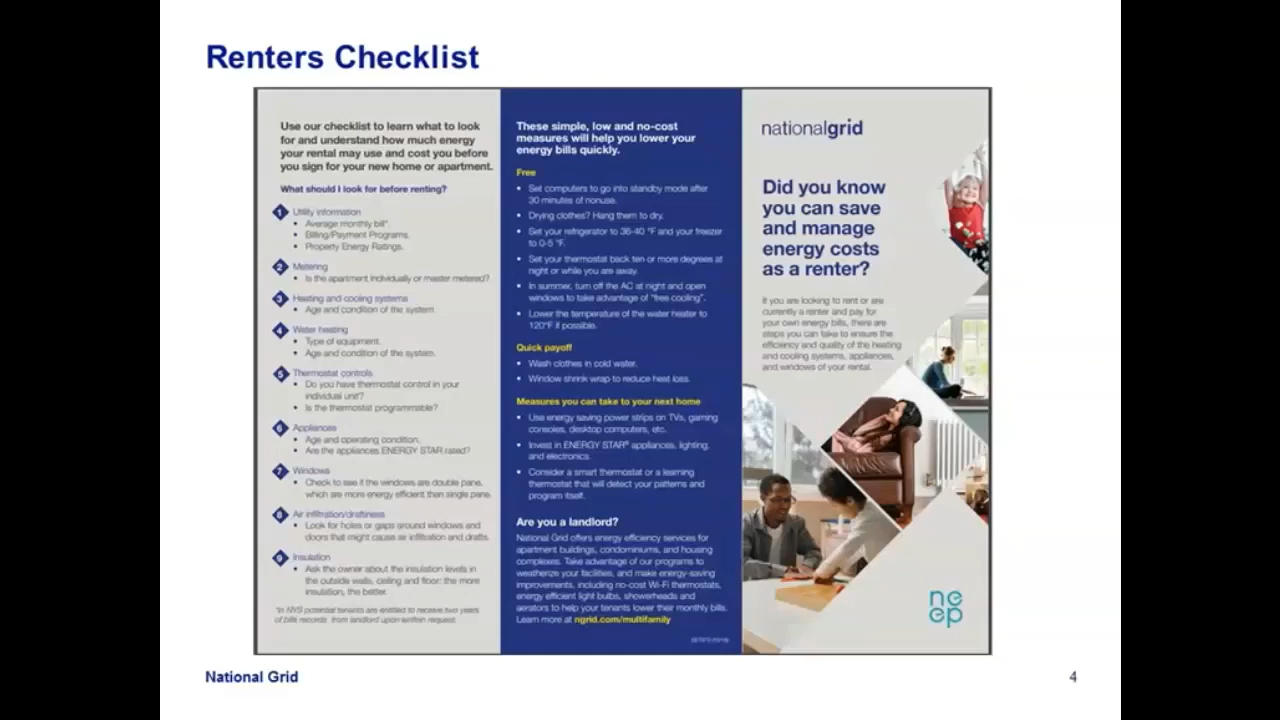 Renters Checklist
Use our checklist to learn what to look
for and understand how much energy
your rental may use and cost you before
you sign for your new home or apartment.
What should I look for before renting?
1 Utility information
• Average monthly bill*.
• Billing/Payment Programs.
• Property Energy Ratings.
2 Metering
• Is the apartment individually or master metered?
3 Heating and cooling systems
• Age and condition of the system.
4 Water heating
• Type of equipment.
• Age and condition of the system.
5 Thermostat controls
• Do you have thermostat control in your
individual unit?
• Is the thermostat programmable?
6 Appliances
• Age and operating condition.
• Are the appliances ENERGY STAR rated?
7 Windows
• Check to see if the windows are double pane,
which are more energy efficient then single pane.
8 Air infiltration/draftiness
• Look for holes or gaps around windows and
doors that might cause air infiltration and drafts.
9 Insulation
• Ask the owner about the insulation levels in
the outside walls, ceiling and floor: the more
insulation, the better.
*In NYS potential tenants are entitled to receive two years
of bills records from landlord upon written request.
These simple, low and no-cost
measures will help you lower your
energy bills quickly.
Free
• Set computers to go into standby mode after
30 minutes of nonuse.
• Drying clothes? Hang them to dry.
• Set your refrigerator to 36-40 °F and your freezer
to 0-5 °F.
• Set your thermostat back ten or more degrees at
night or while you are away.
• In summer, turn off the AC at night and open
windows to take advantage of "free cooling".
• Lower the temperature of the water heater to
120°F if possible.
Quick payoff
• Wash clothes in cold water.
• Window shrink wrap to reduce heat loss.
Measures you can take to your next home
• Use energy saving power strips on TVs, gaming
consoles, desktop computers, etc.
• Invest in ENERGY STAR® appliances, lighting,
and electronics.
• Consider a smart thermostat or a learning
thermostat that will detect your patterns and
program itself.
Are you a landlord?
National Grid offers energy efficiency services for
apartment buildings, condominiums, and housing
complexes. Take advantage of our programs to
weatherize your facilities, and make energy-saving
improvements, including no-cost Wi-Fi thermostats,
energy efficient light bulbs, showerheads and
aerators to help your tenants lower their monthly bills.
Learn more at ngrid.com/multifamily
nationalgrid
Did you know
you can save
and manage
energy costs
as a renter?
If you are looking to rent or are
currently a renter and pay for
your own energy bills, there are
steps you can take to ensure the
efficiency and quality of the heating
and cooling systems, appliances,
and windows of your rental.
neep
National Grid
4